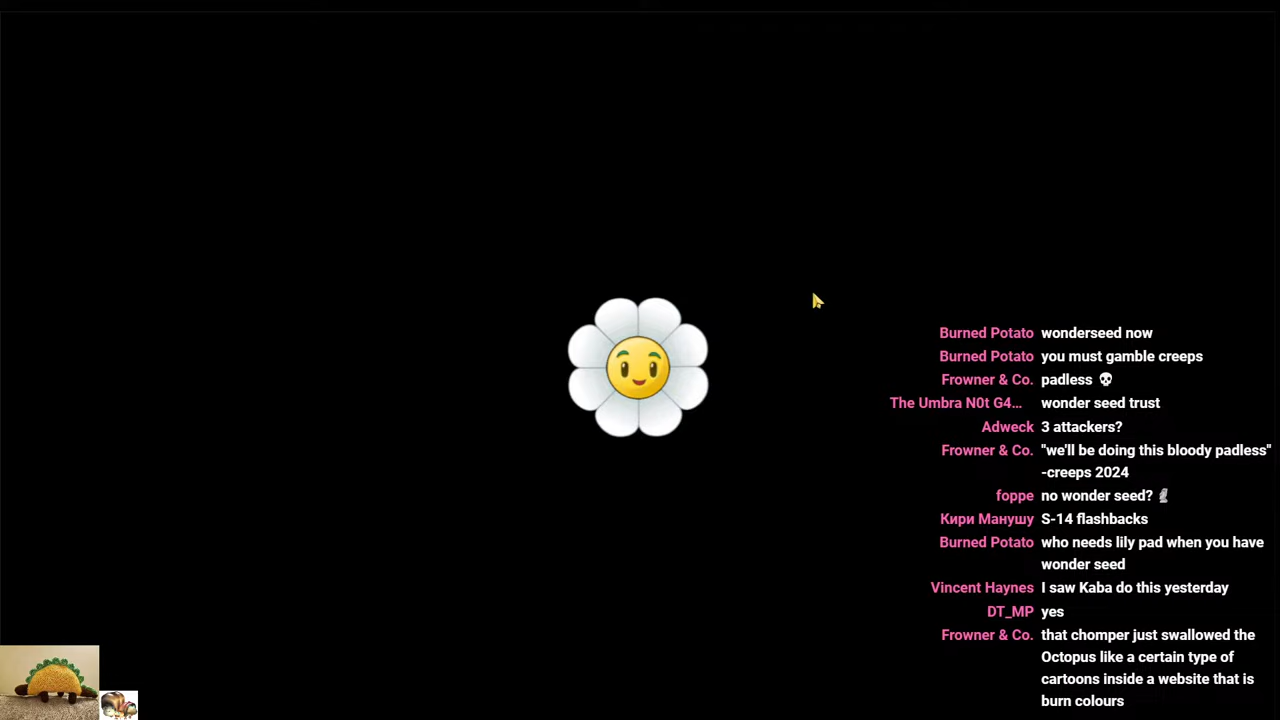 Burned Potato wonderseed now
Burned Potato you must gamble creeps
Frowner & Co. padless 💀
The Umbra N0t G4... wonder seed trust
Adweck 3 attackers?
Frowner & Co. "we'll be doing this bloody padless"
-creeps 2024
foppe no wonder seed? 🗿
Кири Манушу S-14 flashbacks
Burned Potato who needs lily pad when you have
wonder seed
Vincent Haynes I saw Kaba do this yesterday
DT_MP yes
Frowner & Co. that chomper just swallowed the
Octopus like a certain type of
cartoons inside a website that is
burn colours